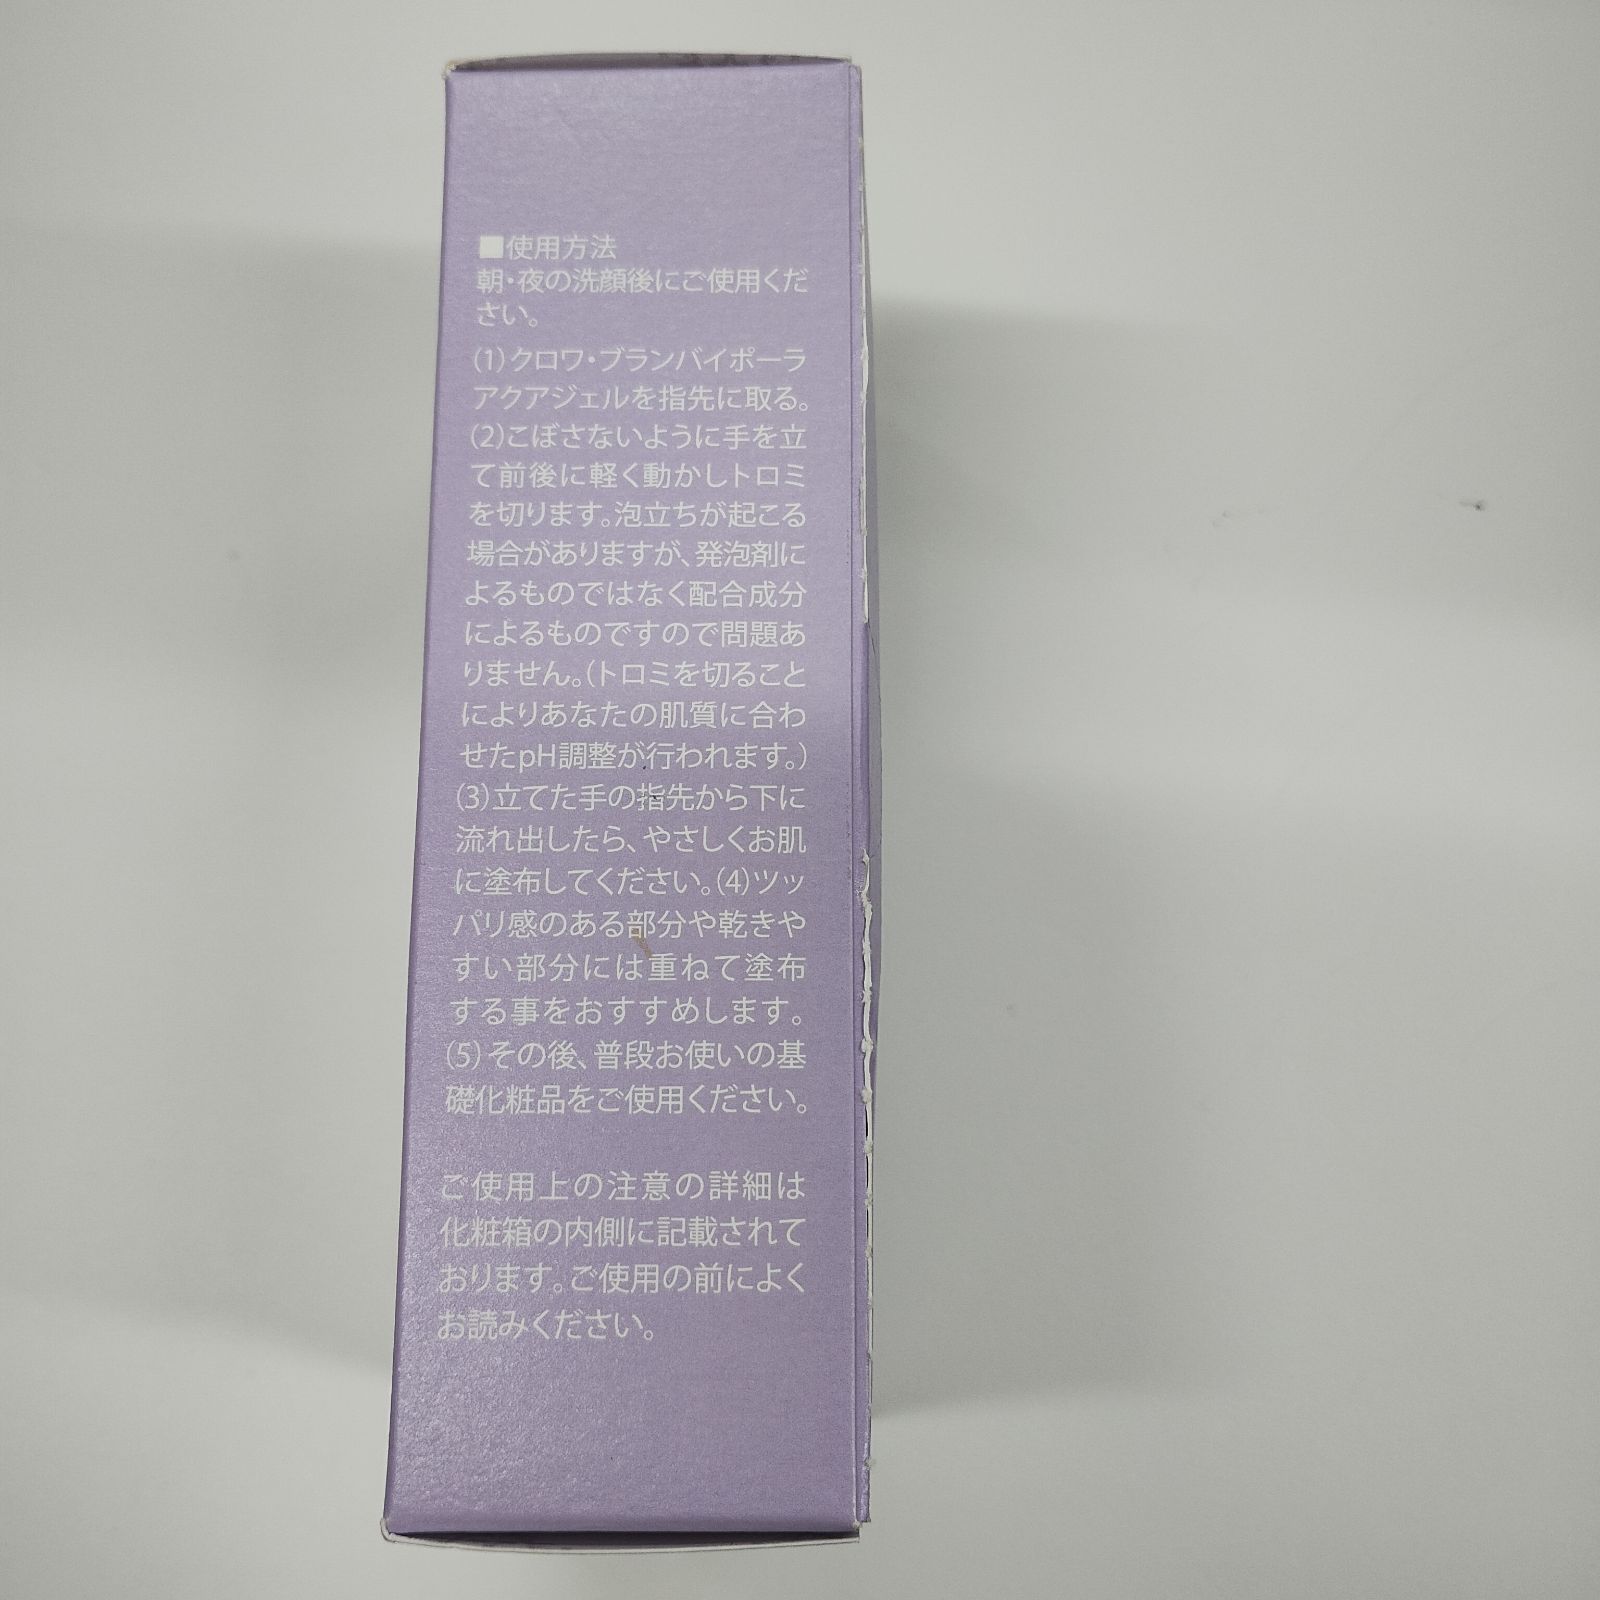 ■使用方法
朝・夜の洗顔後にご使用くだ
さい。
(1)クロワ・ブランバイポーラ
アクアジェルを指先に取る。
(2)こぼさないように手を立
て前後に軽く動かしトロミ
を切ります。泡立ちが起こる
場合がありますが、発泡剤に
よるものではなく配合成分
によるものですので問題あ
りません。(トロミを切ること
によりあなたの肌質に合わ
せたpH調整が行われます。)
(3)立てた手の指先から下に
流れ出したら、やさしくお肌
に塗布してください。(4)ツッ
パリ感のある部分や乾きや
すい部分には重ねて塗布
する事をおすすめします。
(5)その後、普段お使いの基
礎化粧品をご使用ください。
ご使用上の注意の詳細は
化粧箱の内側に記載されて
おります。ご使用の前によく
お読みください。